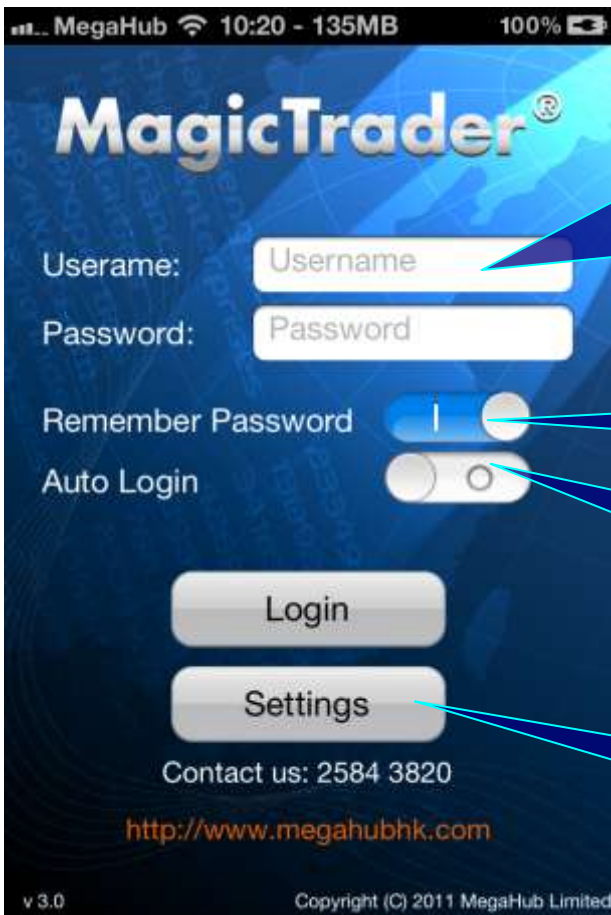 MegaHub 10:20 - 135MB 100%
MagicTrader®
Userame: Username
Password: Password
Remember Password
Auto Login
Login
Settings
Contact us: 2584 3820
http://www.megahubhk.com
v 3.0 Copyright (C) 2011 MegaHub Limited